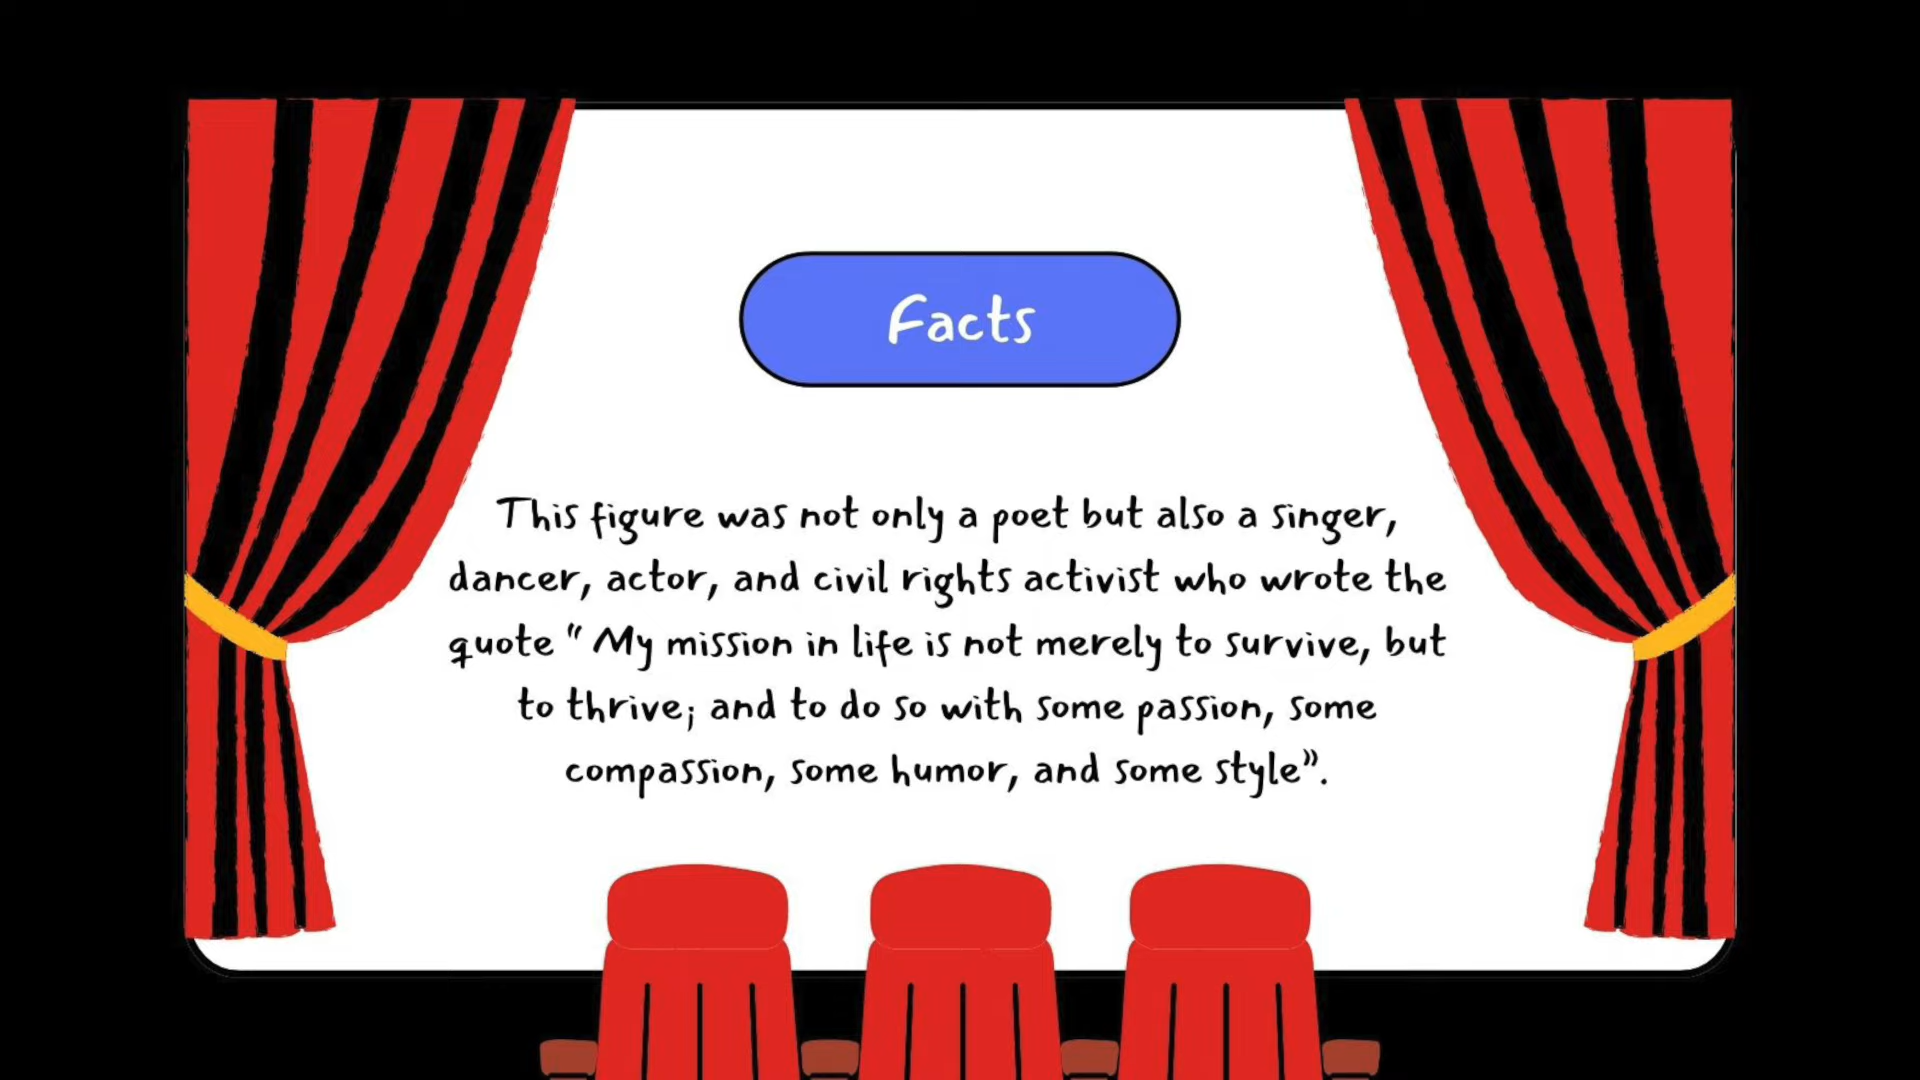 Facts
This figure was not only a poet but also a singer,
dancer, actor, and civil rights activist who wrote the
quote “ My mission in life is not merely to survive, but
to thrive; and to do so with some passion, some
compassion, some humor, and some style”.